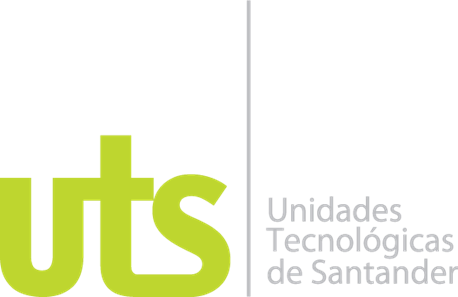 uts
Unidades
Tecnológicas
de Santander